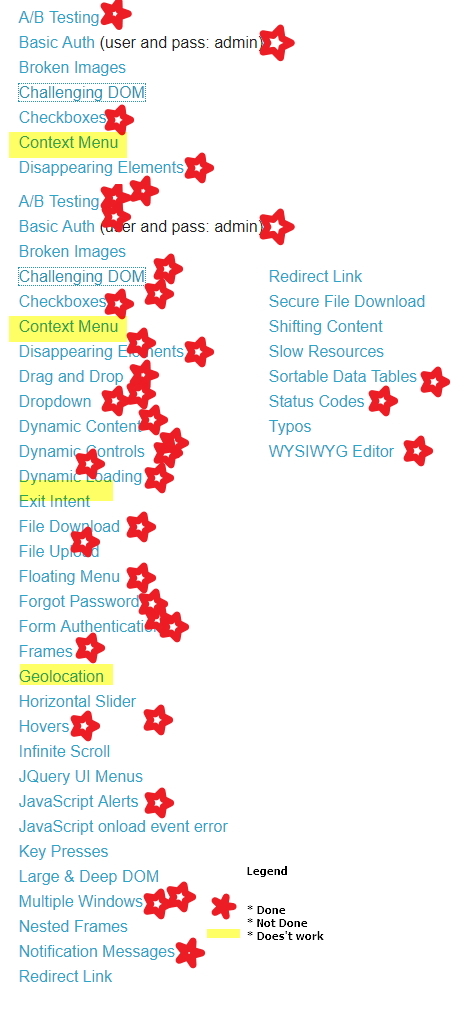 A/B Testing
Basic Auth (user and pass: admin)
Broken Images
Challenging DOM
Checkboxes
Context Menu
Disappearing Elements
A/B Testing
Basic Auth (user and pass: admin)
Broken Images
Challenging DOM
Checkboxes
Context Menu
Disappearing Elements
Drag and Drop
Dropdown
Dynamic Content
Dynamic Controls
Dynamic Loading
Exit Intent
File Download
File Upload
Floating Menu
Forgot Password
Form Authentication
Frames
Geolocation
Horizontal Slider
Hovers
Infinite Scroll
JQuery UI Menus
JavaScript Alerts
JavaScript onload event error
Key Presses
Large & Deep DOM
Multiple Windows
Nested Frames
Notification Messages
Redirect Link
Redirect Link
Secure File Download
Shifting Content
Slow Resources
Sortable Data Tables
Status Codes
Typos
WYSIWYG Editor
Legend
* Done
* Not Done
* Does't work